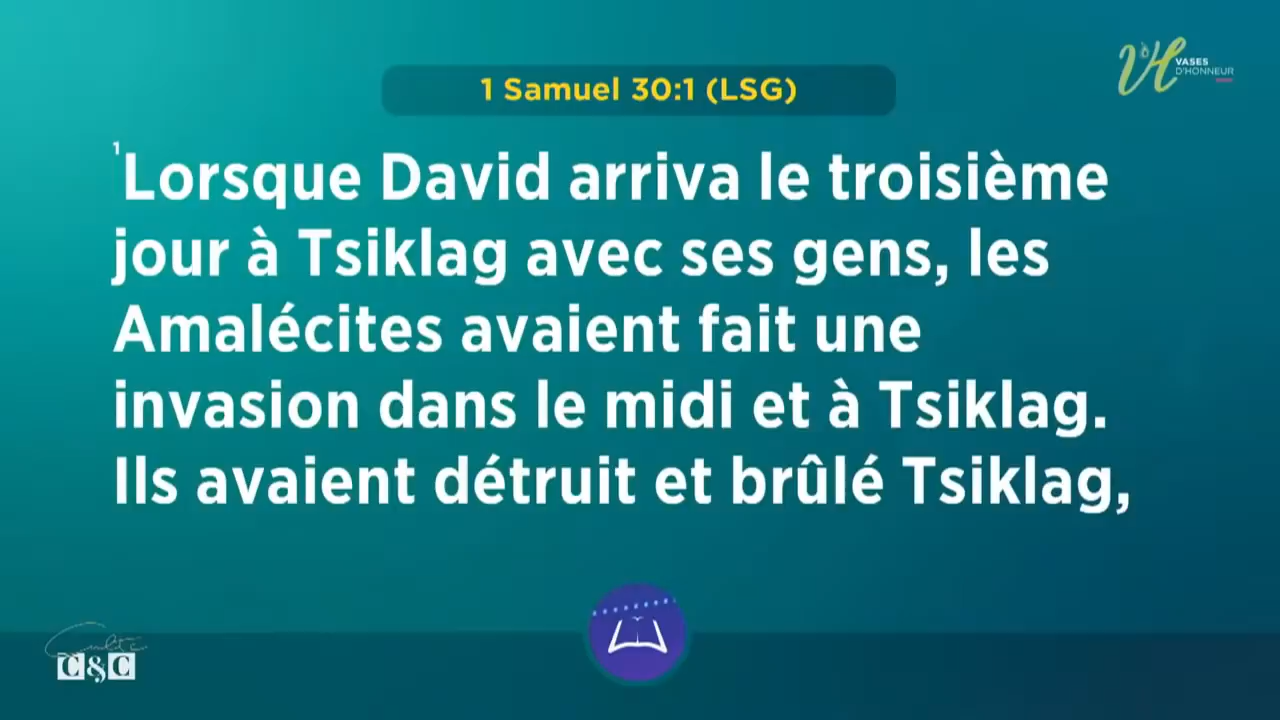 1 Samuel 30:1 (LSG)
VASES
D'HONNEUR
1Lorsque David arriva le troisième
jour à Tsiklag avec ses gens, les
Amalécites avaient fait une
invasion dans le midi et à Tsiklag.
Ils avaient détruit et brûlé Tsiklag,
C&C